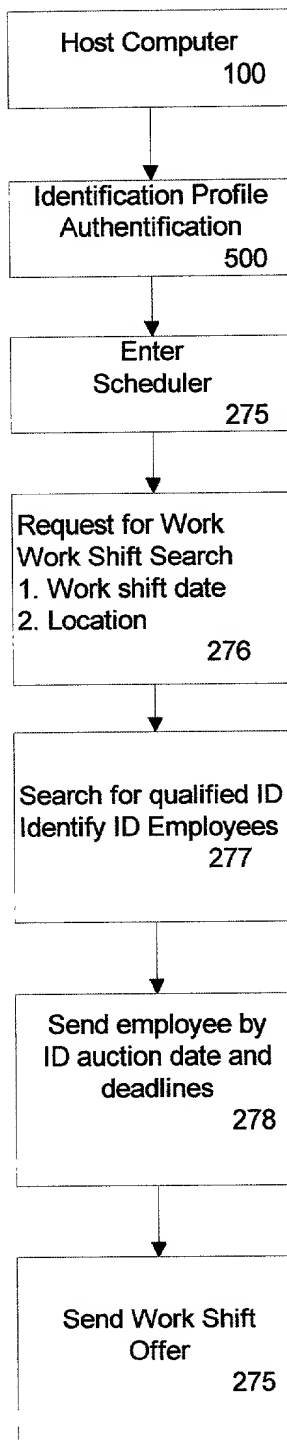 Host Computer
100
Identification Profile
Authentification
500
Enter
Scheduler
275
Request for Work
Work Shift Search
1. Work shift date
2. Location
276
Search for qualified ID
Identify ID Employees
277
Send employee by
ID auction date and
deadlines
278
Send Work Shift
Offer
275